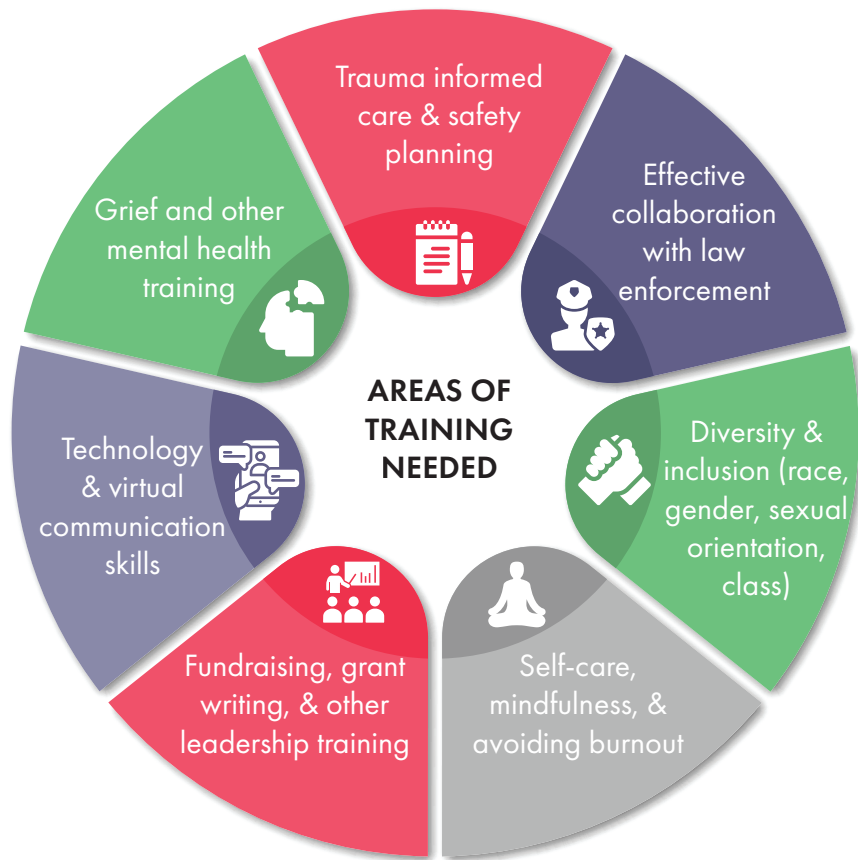 Trauma informed
care & safety
planning
Effective
collaboration
with law
enforcement
Diversity &
inclusion (race,
gender, sexual
orientation,
class)
Self-care,
mindfulness, &
avoiding burnout
Fundraising, grant
writing, & other
leadership training
Technology
& virtual
communication
skills
Grief and other
mental health
training
AREAS OF
TRAINING
NEEDED